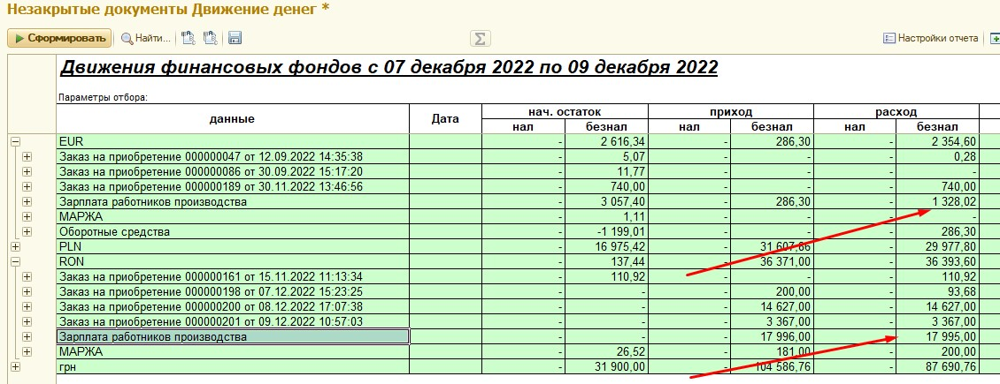 Незакрытые документы Движение денег *
Сформировать Найти... Σ Настройки отчета
Движения финансовых фондов с 07 декабря 2022 по 09 декабря 2022
Параметры отбора:
данные Дата нач. остаток приход расход
нал безнал нал безнал нал безнал
EUR - 2 616,34 - 286,30 - 2 354,60
Заказ на приобретение 000000047 от 12.09.2022 14:35:38 - 5,07 - - - 0,28
Заказ на приобретение 000000086 от 30.09.2022 15:17:20 - 11,77 - - - -
Заказ на приобретение 000000189 от 30.11.2022 13:46:56 - 740,00 - - - 740,00
Зарплата работников производства - 3 057,40 - 286,30 - 1 328,02
МАРЖА - 1,11 - - - -
Оборотные средства - -1 199,01 - - - 286,30
PLN - 16 975,42 - 31 607,86 - 29 977,80
RON - 137,44 - 36 371,00 - 36 393,60
Заказ на приобретение 000000161 от 15.11.2022 11:13:34 - 110,92 - - - 110,92
Заказ на приобретение 000000198 от 07.12.2022 15:23:25 - - - 200,00 - 93,68
Заказ на приобретение 000000200 от 08.12.2022 17:07:38 - - - 14 627,00 - 14 627,00
Заказ на приобретение 000000201 от 09.12.2022 10:57:03 - - - 3 367,00 - 3 367,00
Зарплата работников производства - - - 17 996,00 - 17 995,00
МАРЖА - 26,52 - 181,00 - 200,00
грн - 31 900,00 - 104 586,76 - 87 690,76